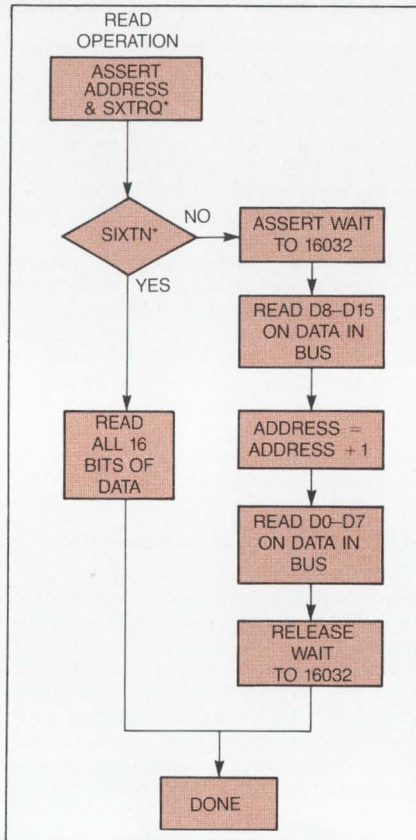 READ
OPERATION
ASSERT
ADDRESS
& SXTRQ*
SIXTN*
NO
YES
ASSERT WAIT
TO 16032
READ D8–D15
ON DATA IN
BUS
READ
ALL 16
BITS OF
DATA
ADDRESS =
ADDRESS + 1
READ D0–D7
ON DATA IN
BUS
RELEASE
WAIT
TO 16032
DONE